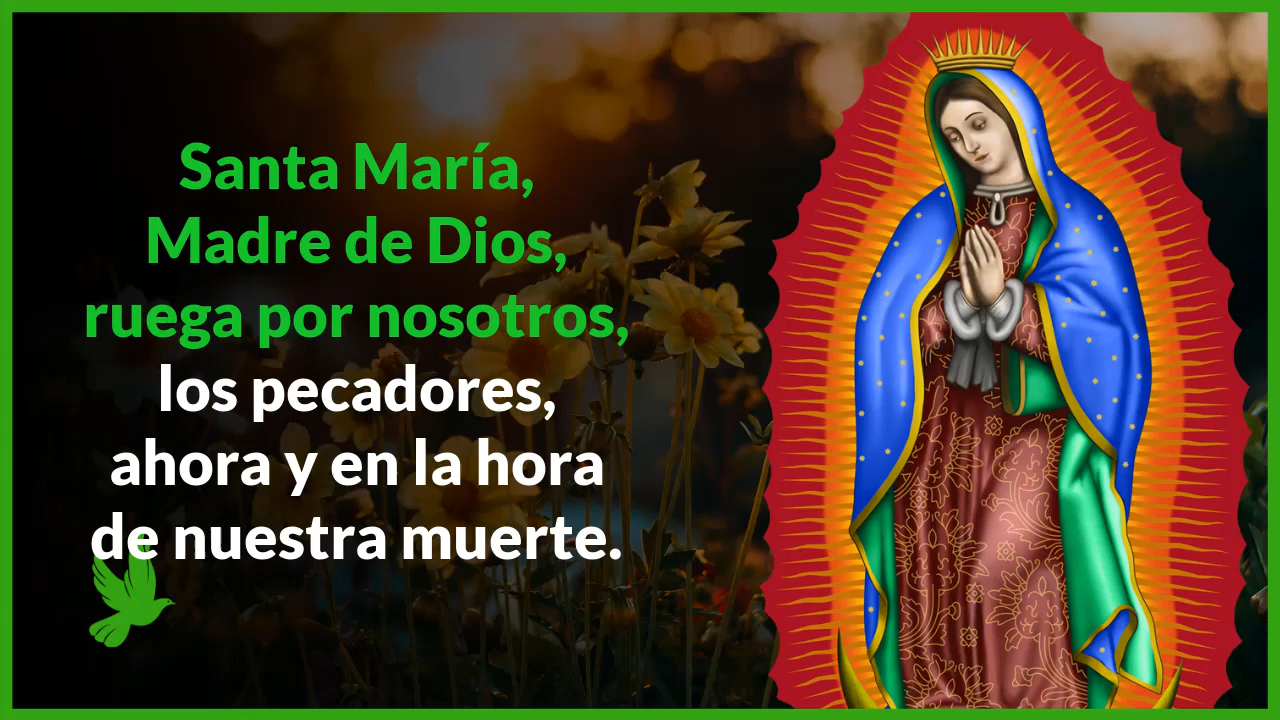 Santa María,
Madre de Dios,
ruega por nosotros,
los pecadores,
ahora y en la hora
de nuestra muerte.